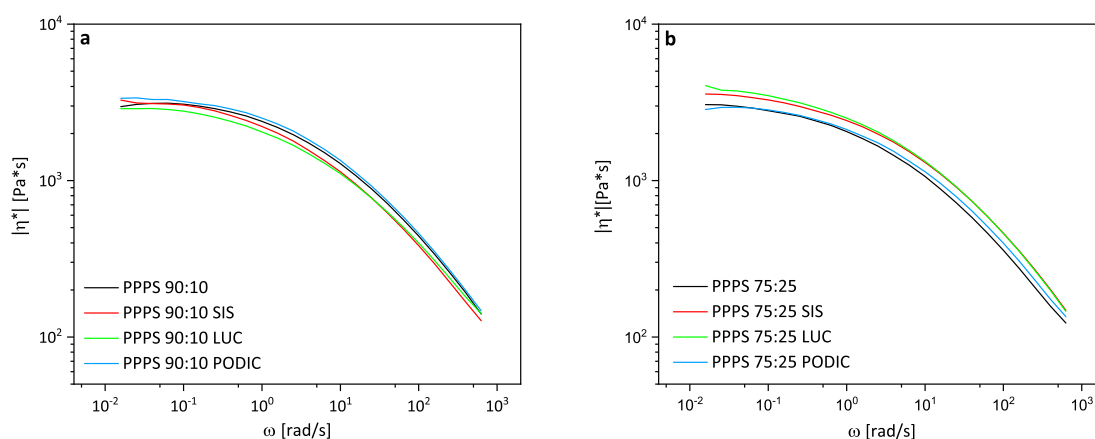 a
10⁴
10³
10²
|η*| [Pa*s]
PPPS 90:10
PPPS 90:10 SIS
PPPS 90:10 LUC
PPPS 90:10 PODIC
10⁻² 10⁻¹ 10⁰ 10¹ 10² 10³
ω [rad/s]
b
10⁴
10³
10²
|η*|[Pa*s]
PPPS 75:25
PPPS 75:25 SIS
PPPS 75:25 LUC
PPPS 75:25 PODIC
10⁻² 10⁻¹ 10⁰ 10¹ 10² 10³
ω [rad/s]